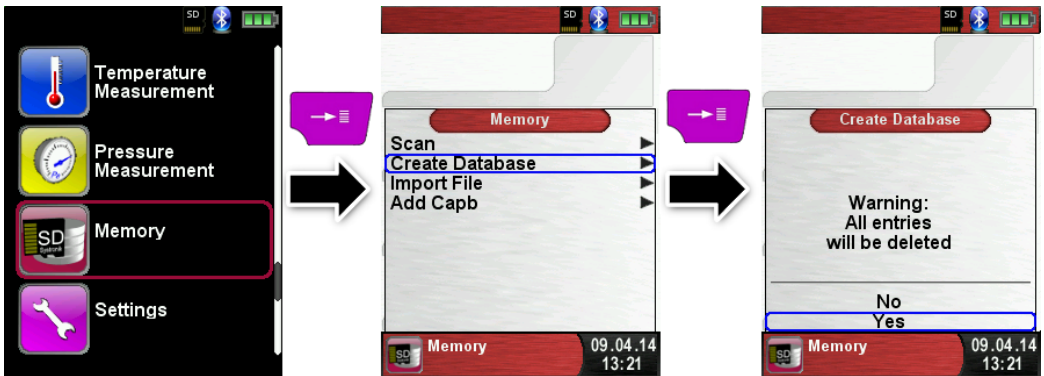 SD
Temperature
Measurement
Pressure
Measurement
SD
Memory
Settings
SD
Memory
Scan
Create Database
Import File
Add Capb
SD
Memory
09.04.14
13:21
SD
Create Database
Warning:
All entries
will be deleted
No
Yes
SD
Memory
09.04.14
13:21